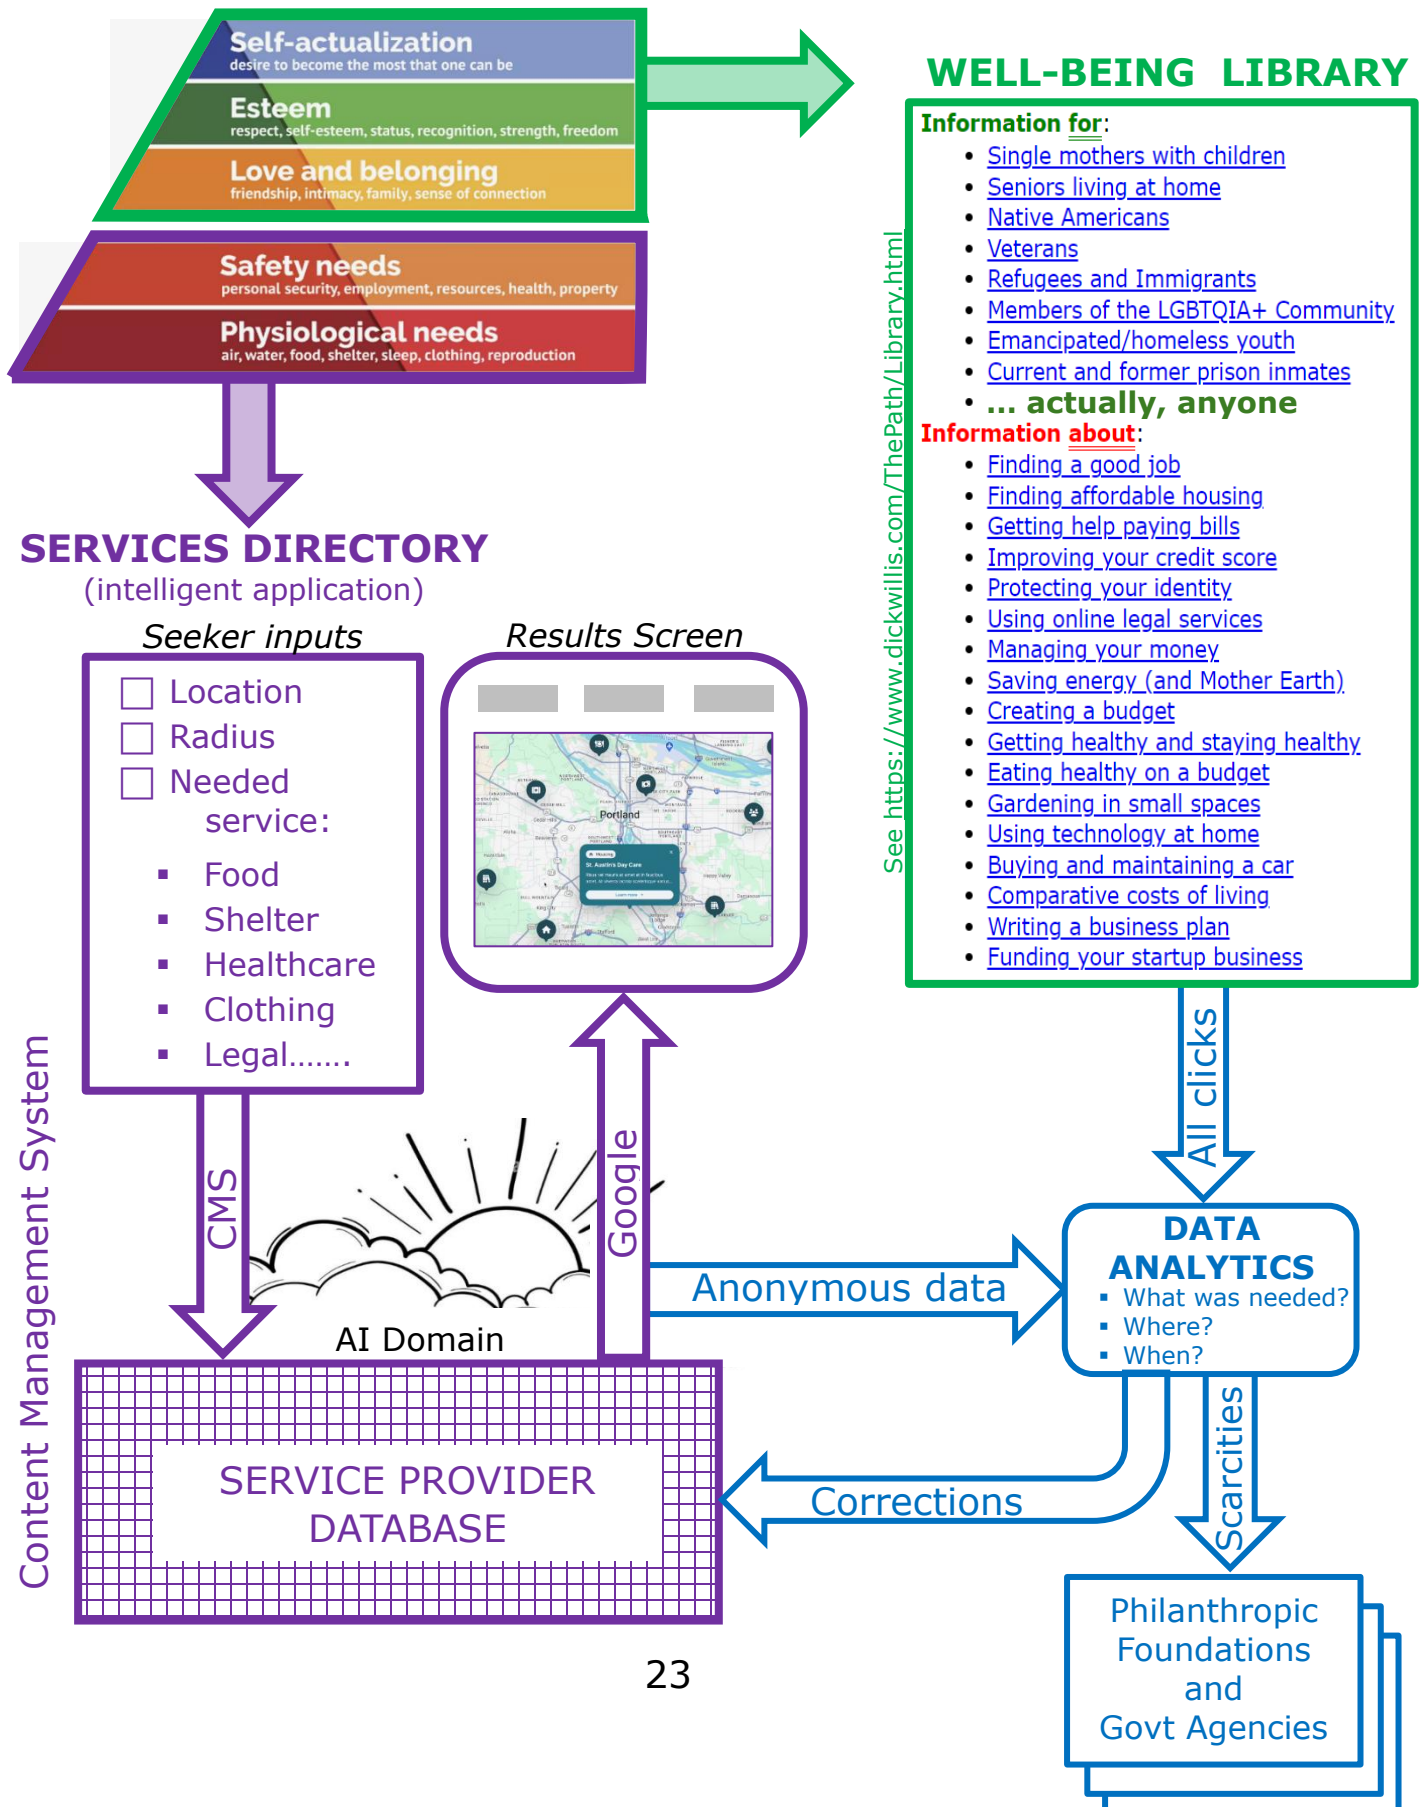 Self-actualization
desire to become the most that one can be
Esteem
respect, self-esteem, status, recognition, strength, freedom
Love and belonging
friendship, intimacy, family, sense of connection
Safety needs
personal security, employment, resources, health, property
Physiological needs
air, water, food, shelter, sleep, clothing, reproduction
WELL-BEING LIBRARY
Information for:
• Single mothers with children
• Seniors living at home
• Native Americans
• Veterans
• Refugees and Immigrants
• Members of the LGBTQIA+ Community
• Emancipated/homeless youth
• Current and former prison inmates
• ... actually, anyone
Information about:
• Finding a good job
• Finding affordable housing
• Getting help paying bills
• Improving your credit score
• Protecting your identity
• Using online legal services
• Managing your money
• Saving energy (and Mother Earth)
• Creating a budget
• Getting healthy and staying healthy
• Eating healthy on a budget
• Gardening in small spaces
• Using technology at home
• Buying and maintaining a car
• Comparative costs of living
• Writing a business plan
• Funding your startup business
See https://www.dickwillis.com/ThePath/Library.html
SERVICES DIRECTORY
(intelligent application)
Seeker inputs
Location
Radius
Needed
service:
▪ Food
▪ Shelter
▪ Healthcare
▪ Clothing
▪ Legal.......
Results Screen
Portland
Housing
St. Austin's Day Care
Learn more
Content Management System
CMS
Google
AI Domain
SERVICE PROVIDER
DATABASE
All clicks
Anonymous data
DATA
ANALYTICS
▪ What was needed?
▪ Where?
▪ When?
Corrections
Scarcities
Philanthropic
Foundations
and
Govt Agencies
23